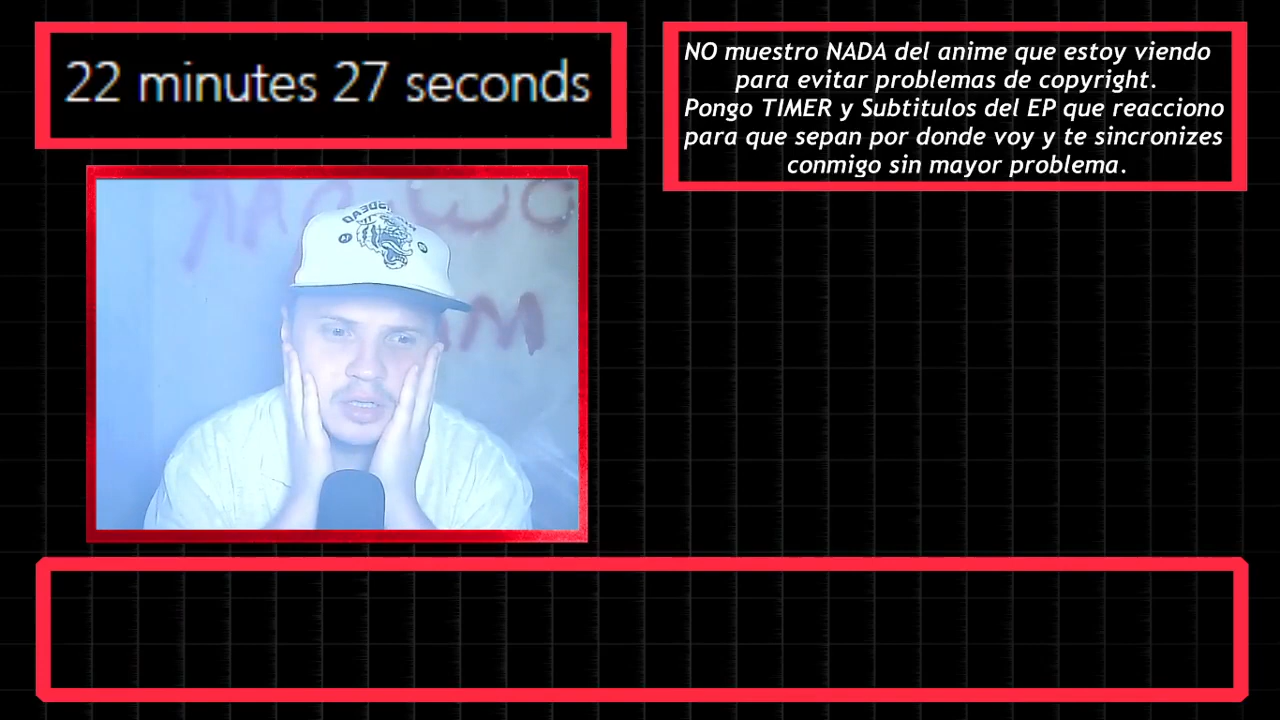 22 minutes 27 seconds
NO muestro NADA del anime que estoy viendo
para evitar problemas de copyright.
Pongo TIMER y Subtitulos del EP que reacciono
para que sepan por donde voy y te sincronizes
conmigo sin mayor problema.